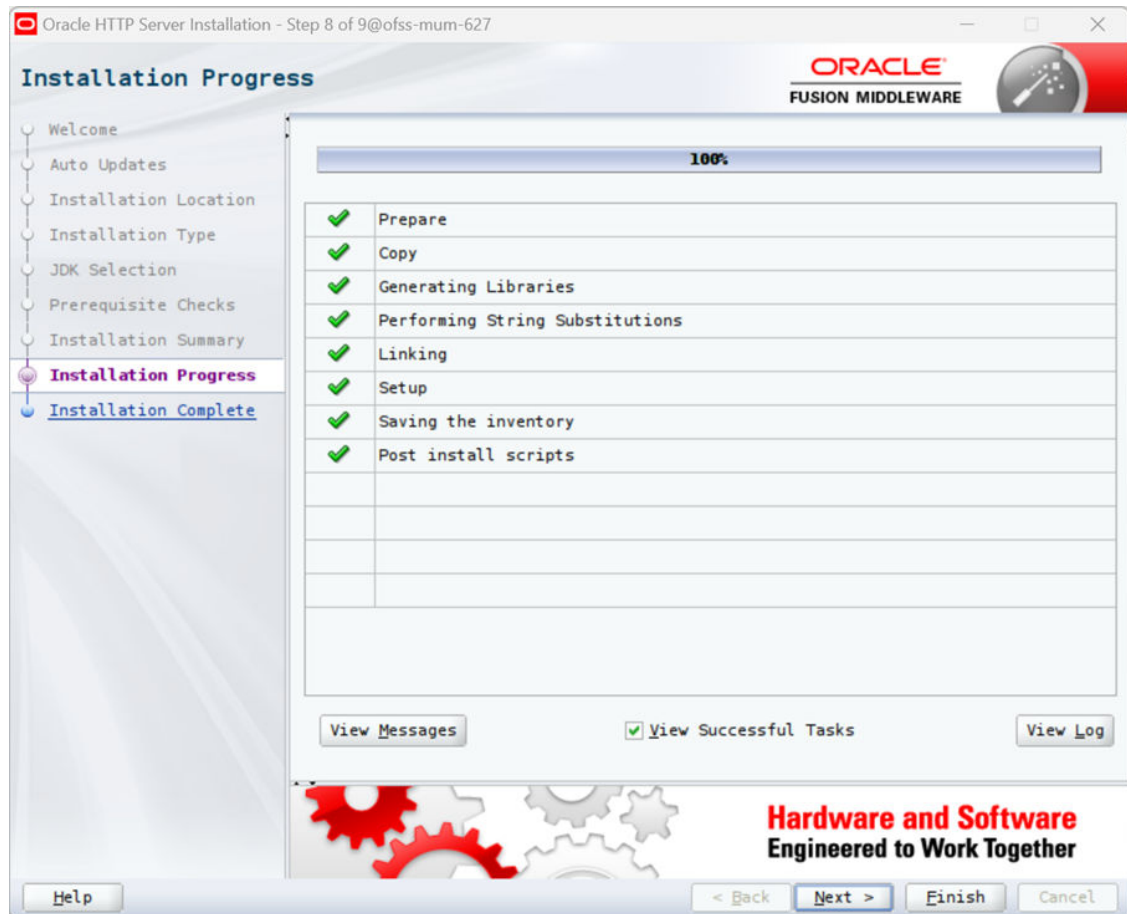 Oracle HTTP Server Installation - Step 8 of 9@ofss-mum-627
Installation Progress
ORACLE
FUSION MIDDLEWARE
Welcome
Auto Updates
Installation Location
Installation Type
JDK Selection
Prerequisite Checks
Installation Summary
Installation Progress
Installation Complete
100%
Prepare
Copy
Generating Libraries
Performing String Substitutions
Linking
Setup
Saving the inventory
Post install scripts
View Messages
View Successful Tasks
View Log
Hardware and Software
Engineered to Work Together
Help
< Back
Next >
Finish
Cancel